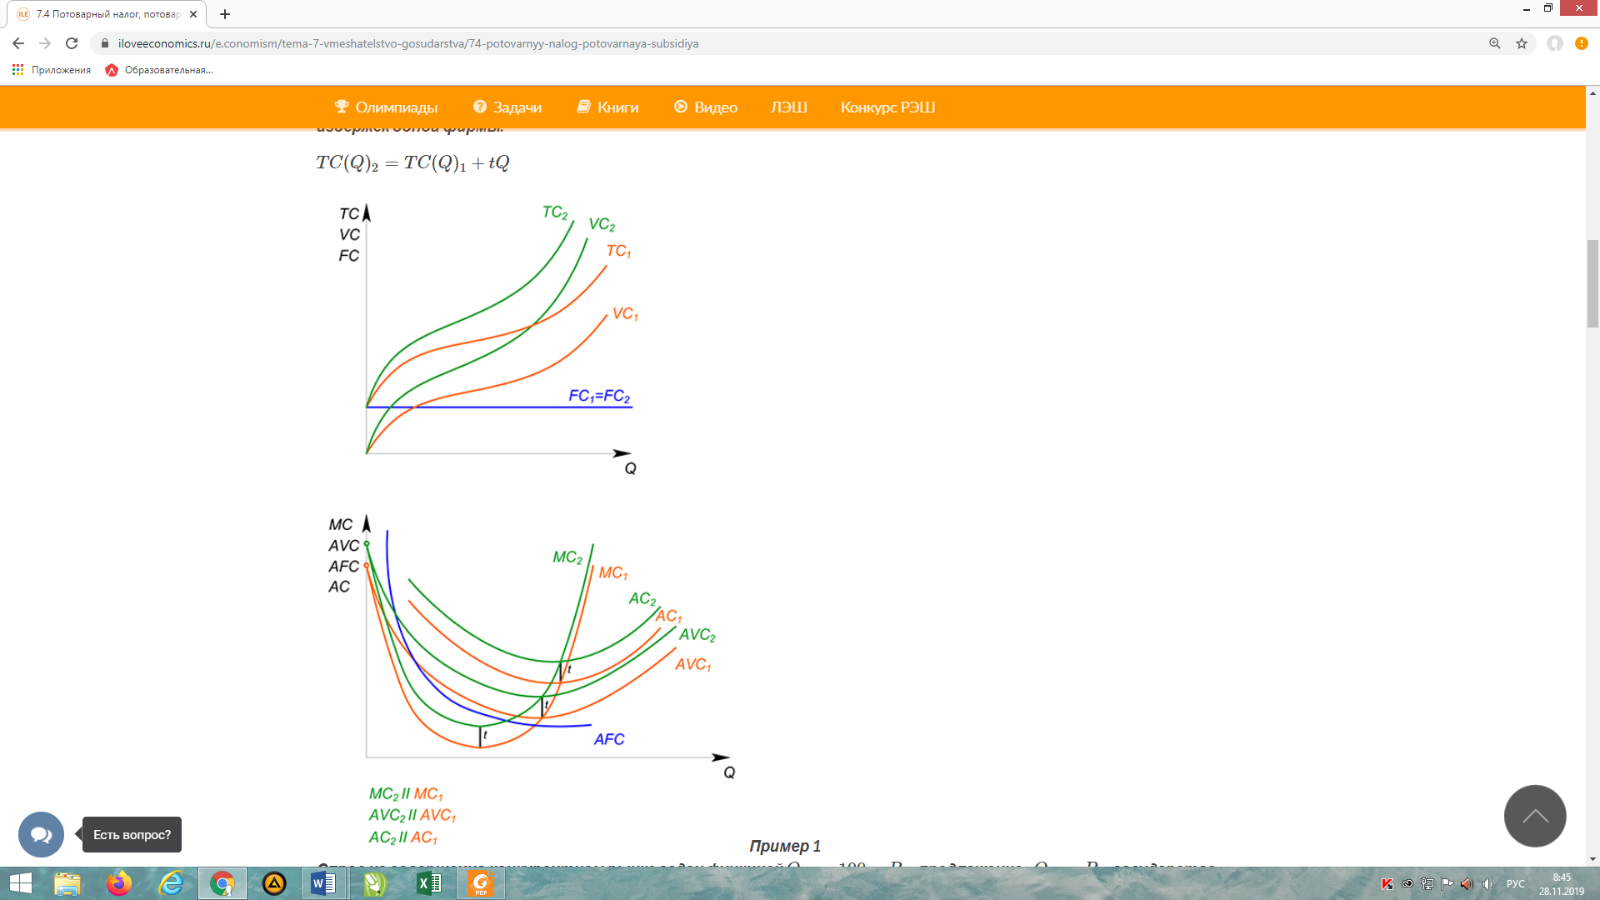 7.4 Потоварный налог, потовар
iloveeconomics.ru/e.conomism/tema-7-vmeshatelstvo-gosudarstva/74-potovarnyy-nalog-potovarnaya-subsidiya
Приложения
Образовательная...
Олимпиады Задачи Книги Видео ЛЭШ Конкурс РЭШ
издержек одной фирмы.
TC(Q)₂ = TC(Q)₁ + tQ
TC
VC
FC
TC₂
VC₂
TC₁
VC₁
FC₁=FC₂
Q
MC
AVC
AFC
AC
MC₂
MC₁
AC₂
AC₁
AVC₂
AVC₁
t
t
t
AFC
Q
MC₂ II MC₁
AVC₂ II AVC₁
AC₂ II AC₁
Есть вопрос?
Пример 1
РУС
8:45
28.11.2019